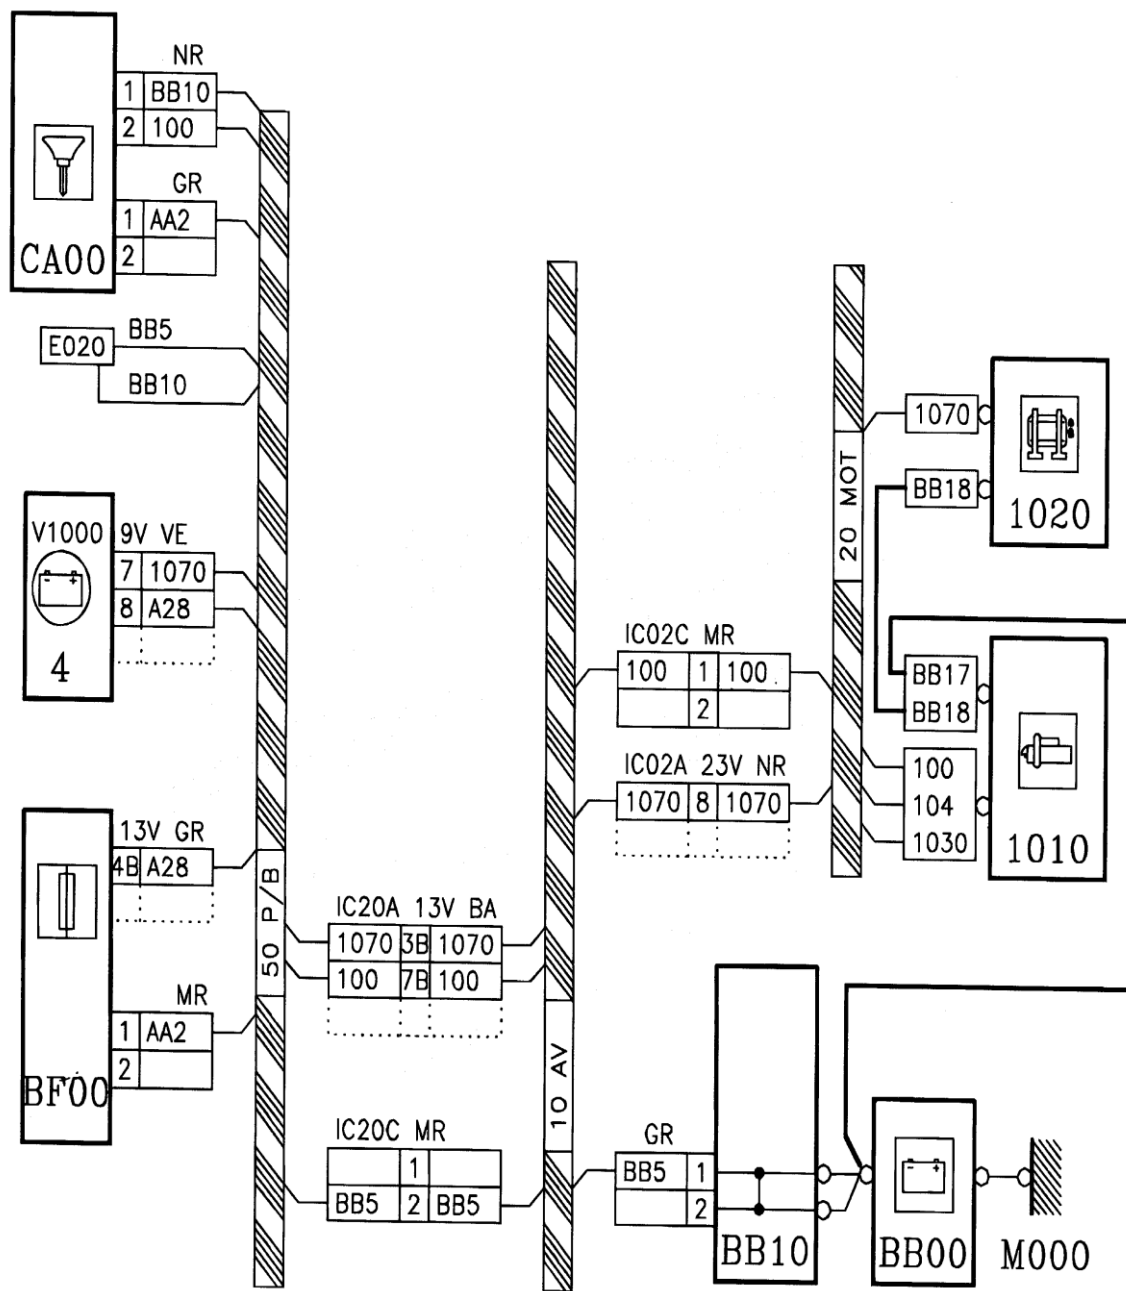 NR
1 BB10
2 100
GR
1 AA2
2
CA00
E020
BB5
BB10
V1000
9V VE
7 1070
8 A28
4
13V GR
4B A28
MR
1 AA2
2
BF00
50 P/B
IC20A 13V BA
1070 3B 1070
100 7B 100
IC20C MR
1
BB5 2 BB5
10 AV
IC02C MR
100 1 100
2
IC02A 23V NR
1070 8 1070
20 MOT
1070
BB18
1020
BB17
BB18
100
104
1030
1010
GR
BB5 1
2
BB10
BB00
M000